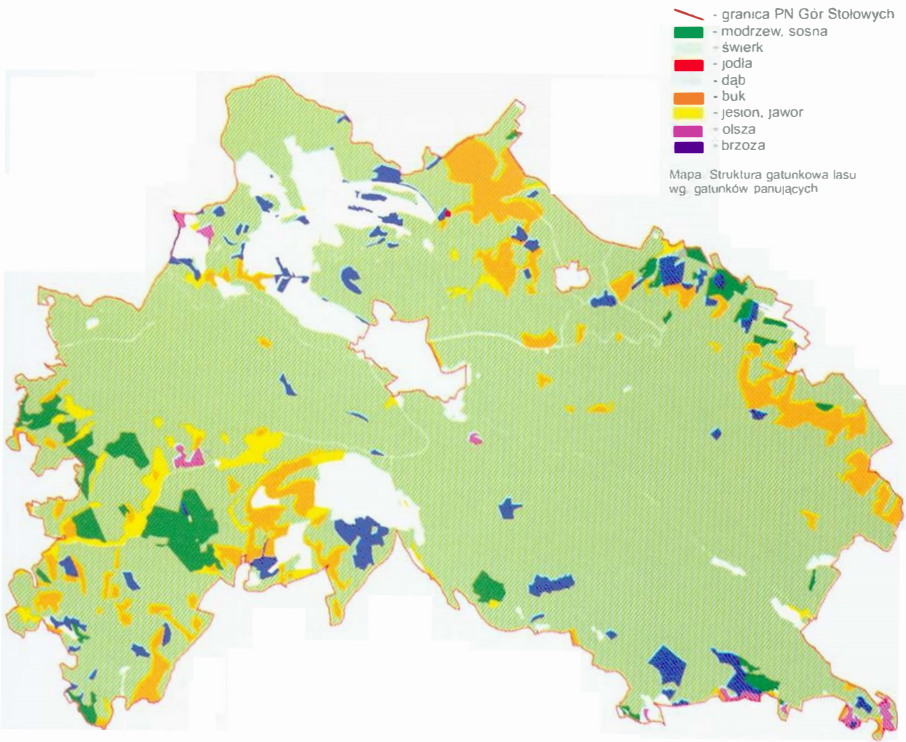 - granica PN Gór Stołowych
- modrzew, sosna
- świerk
- jodła
- dąb
- buk
- jesion, jawor
- olsza
- brzoza
Mapa. Struktura gatunkowa lasu
wg. gatunków panujących